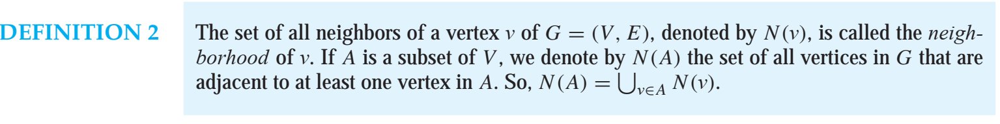 DEFINITION 2 The set of all neighbors of a vertex v of G = (V, E), denoted by N(v), is called the neigh-
borhood of v. If A is a subset of V, we denote by N(A) the set of all vertices in G that are
adjacent to at least one vertex in A. So, N(A) = ⋃_{v∈A} N(v).